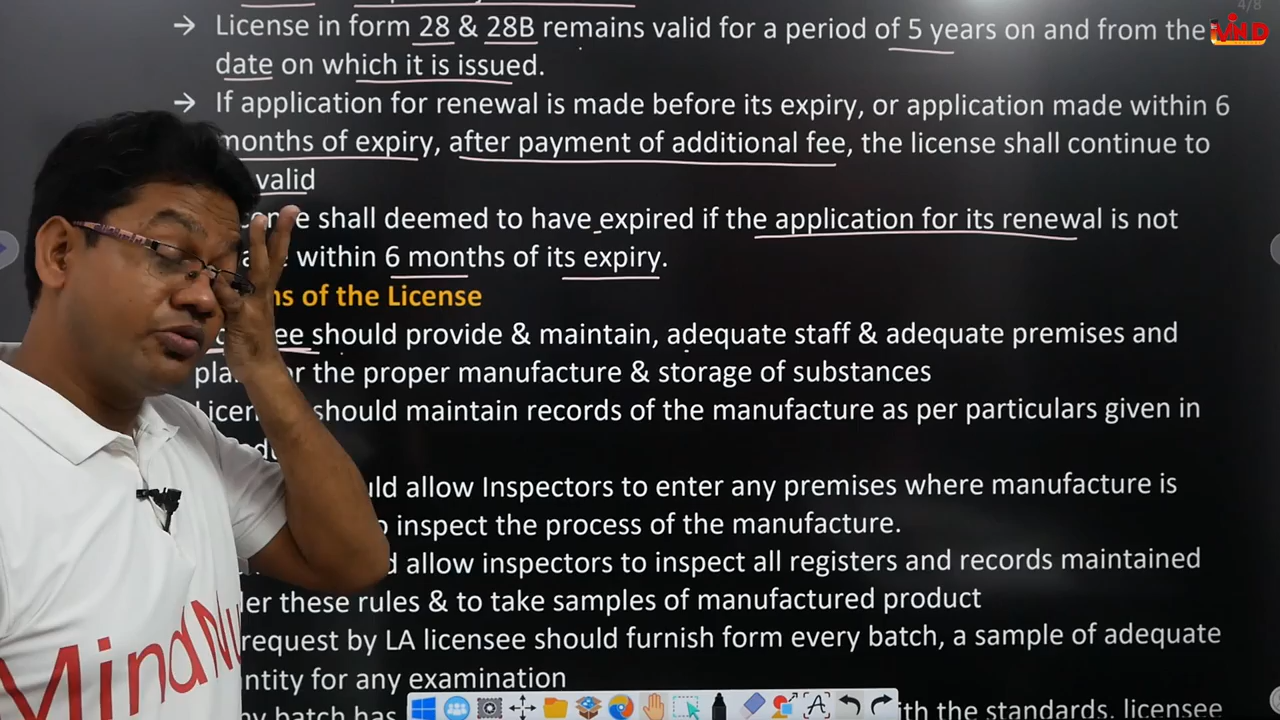 4/8
MIND
→ License in form 28 & 28B remains valid for a period of 5 years on and from the
date on which it is issued.
→ If application for renewal is made before its expiry, or application made within 6
months of expiry, after payment of additional fee, the license shall continue to
valid
shall deemed to have expired if the application for its renewal is not
within 6 months of its expiry.
of the License
should provide & maintain, adequate staff & adequate premises and
the proper manufacture & storage of substances
should maintain records of the manufacture as per particulars given in
allow Inspectors to enter any premises where manufacture is
inspect the process of the manufacture.
allow inspectors to inspect all registers and records maintained
these rules & to take samples of manufactured product
request by LA licensee should furnish form every batch, a sample of adequate
for any examination
batch has
the standards, licensee